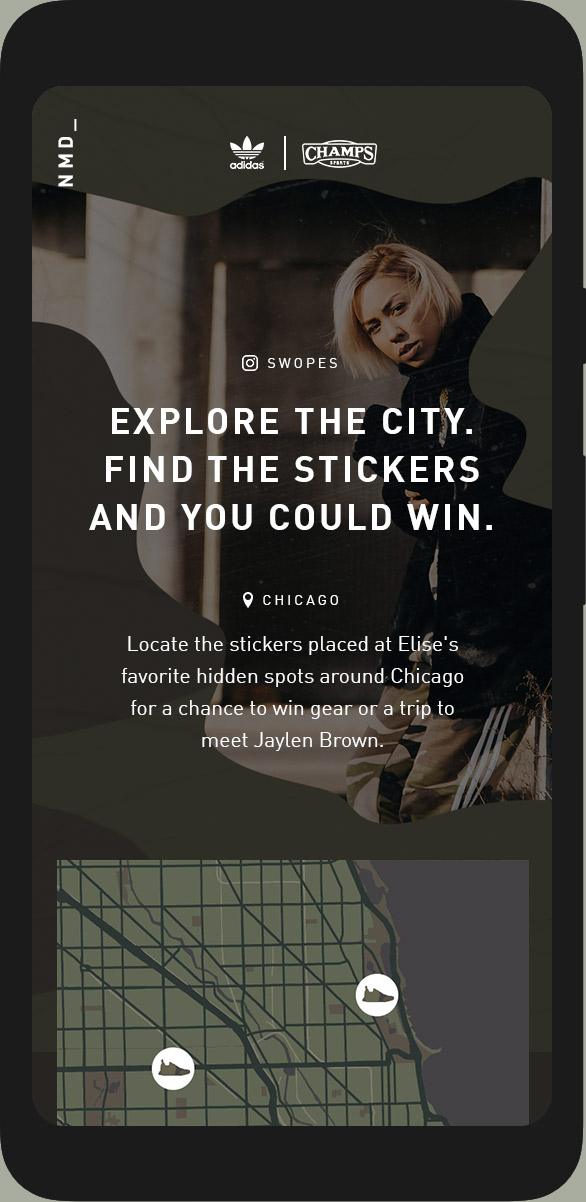 NMD_
adidas
CHAMPS
SPORTS
SWOPES
EXPLORE THE CITY.
FIND THE STICKERS
AND YOU COULD WIN.
CHICAGO
Locate the stickers placed at Elise's
favorite hidden spots around Chicago
for a chance to win gear or a trip to
meet Jaylen Brown.